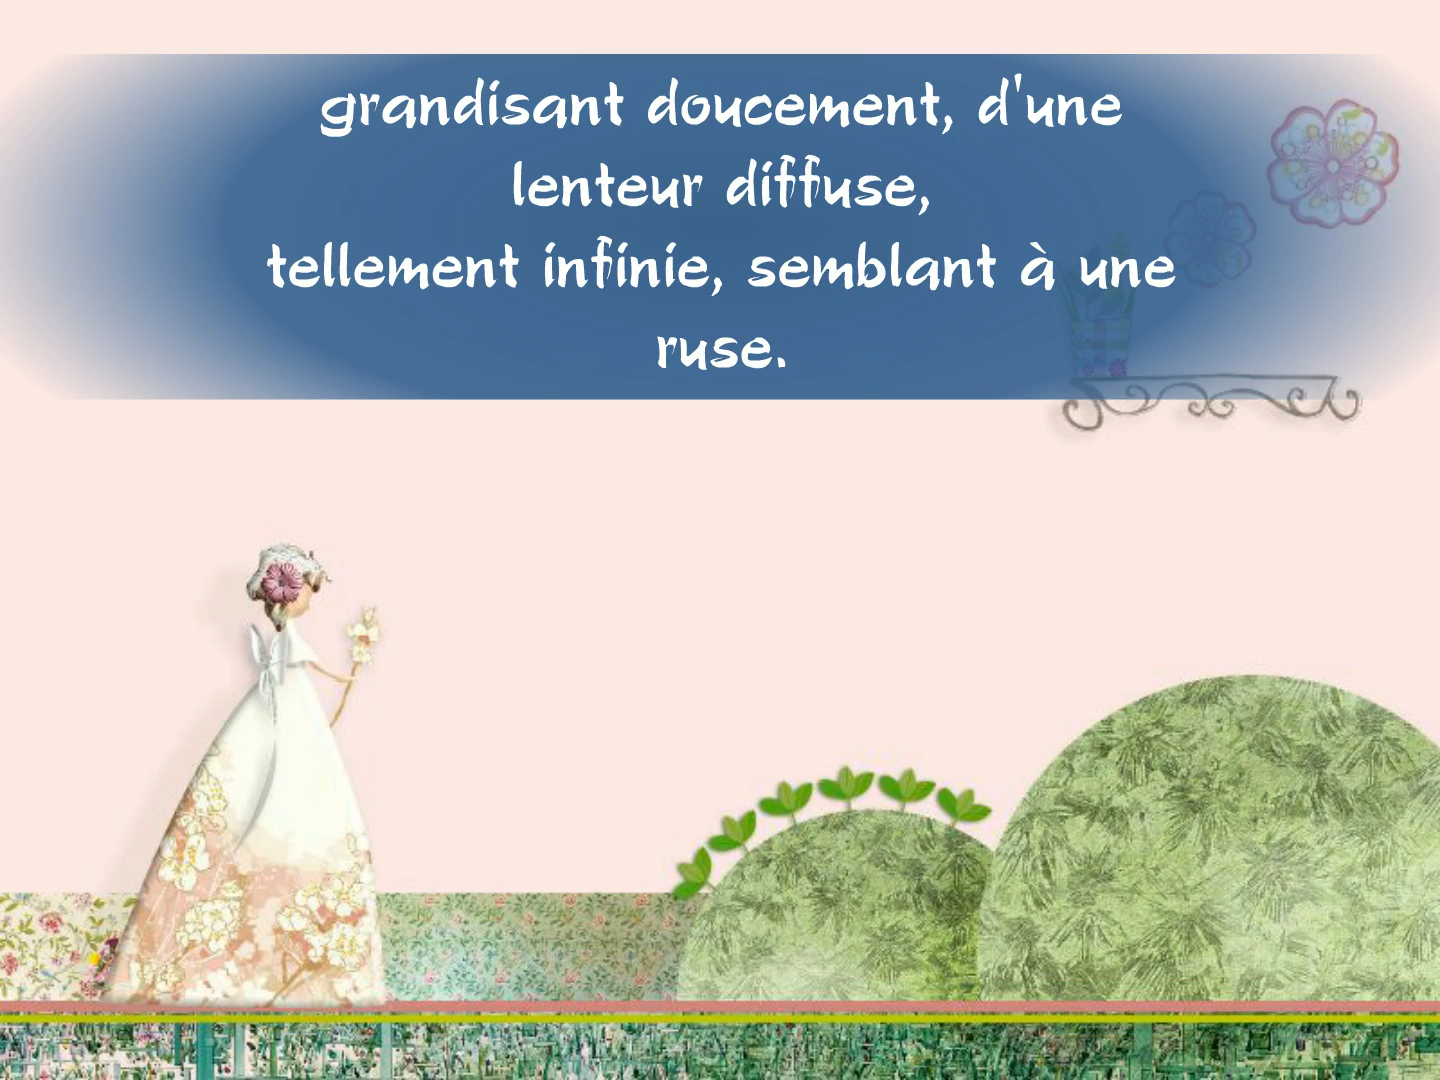 grandisant doucement, d'une
lenteur diffuse,
tellement infinie, semblant à une
ruse.